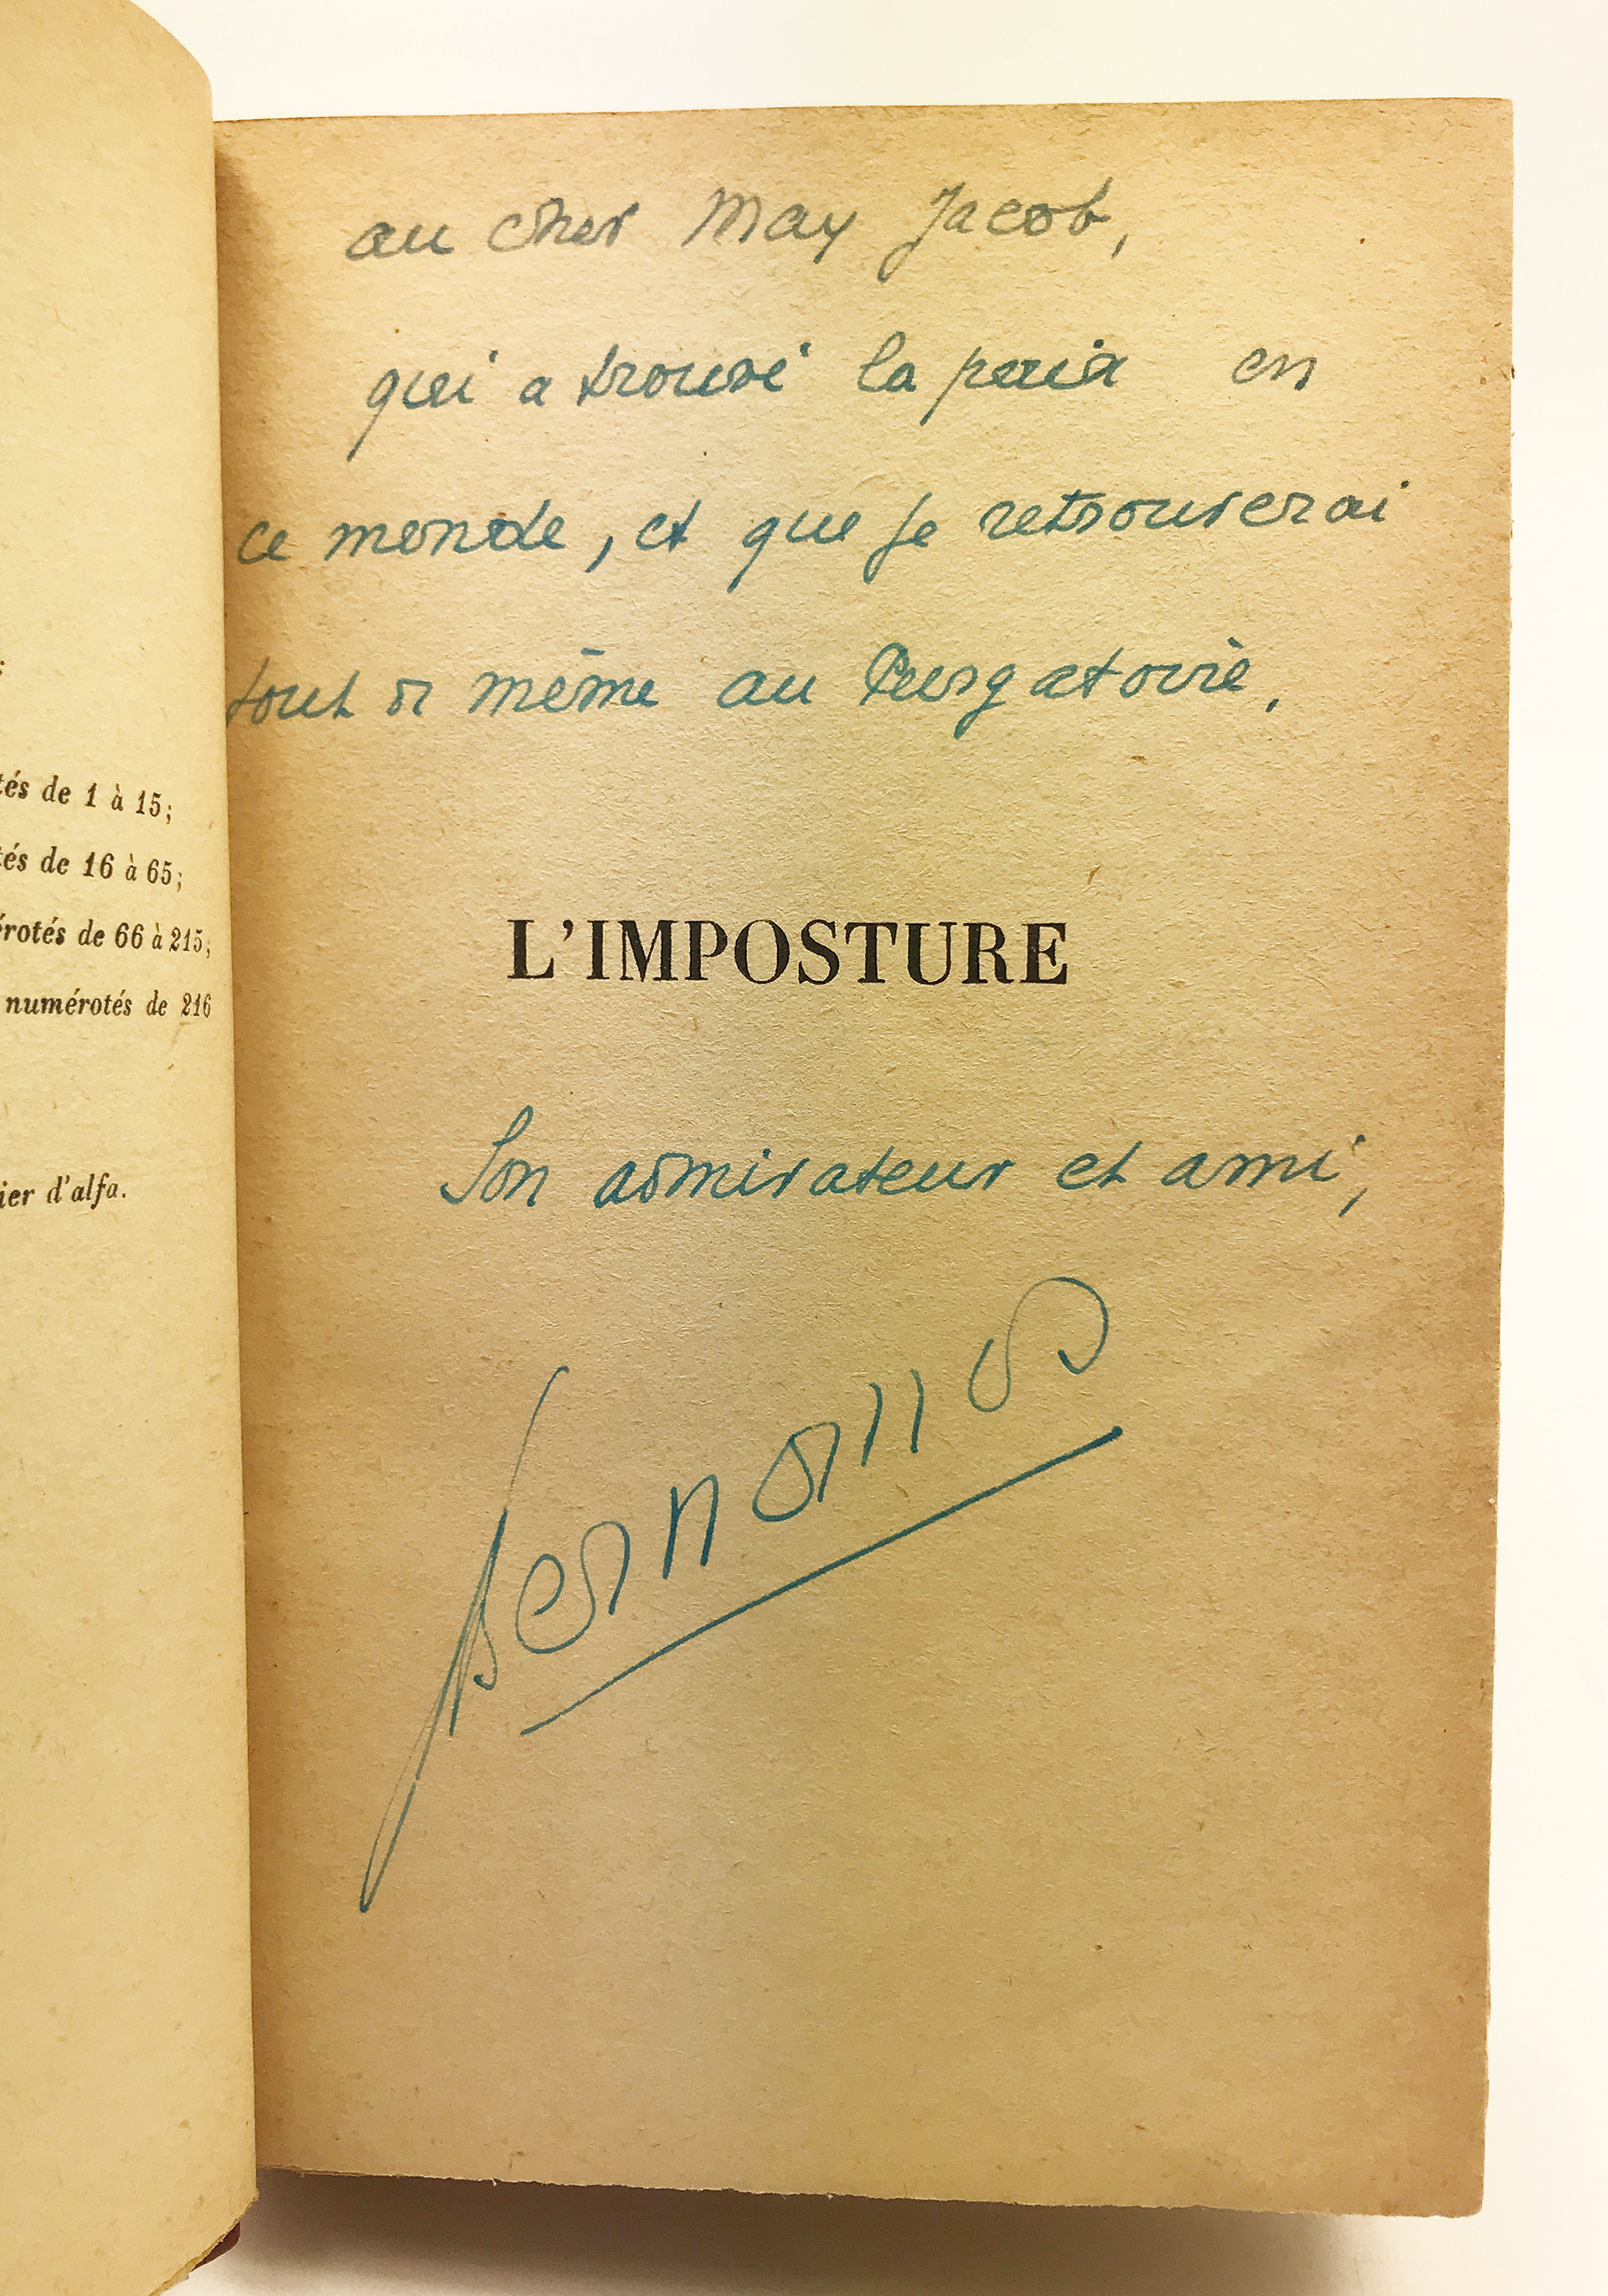 tés de 1 à 15;
tés de 16 à 65;
érotés de 66 à 215;
numérotés de 216
ier d'alfa.
au cher Max Jacob,
qui a trouvé la paix en
ce monde, et que je retrouverai
tout de même au Purgatoire,
L'IMPOSTURE
Son admirateur et ami,
Bernanos